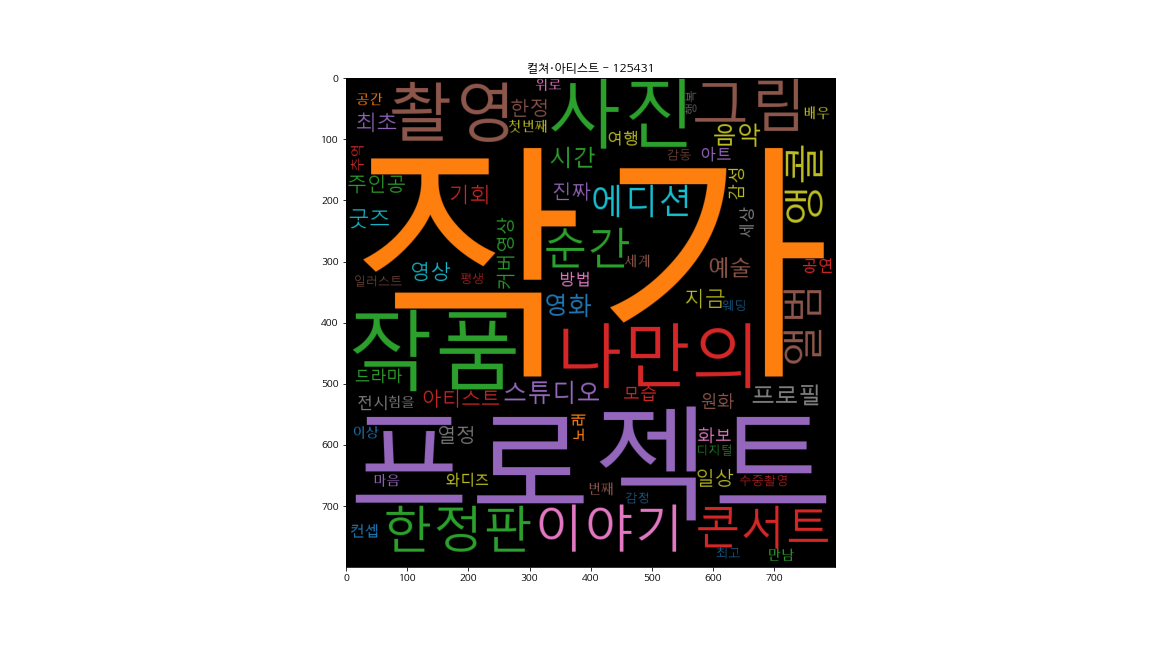 컬쳐·아티스트 - 125431
0
100
200
300
400
500
600
700
공간
촬영
최초
한정
위로
첫번째
사진
여행
행복
그림
음악
배우
추억
주인공
굿즈
기회
작가
시간
진짜
에디션
감동
아트
감성
세상
앵콜
커버영상
순간
세계
예술
공연
일러스트
영상
평생
방법
영화
지금
웨딩
앨범
작품
나만의
드라마
전시
힘을
아티스트
스튜디오
모습
원화
프로필
이상
열정
노래
화보
디지털
프로젝트
마음
와디즈
번째
감정
일상
수중촬영
컨셉
한정판
이야기
콘서트
최고
만남
0
100
200
300
400
500
600
700